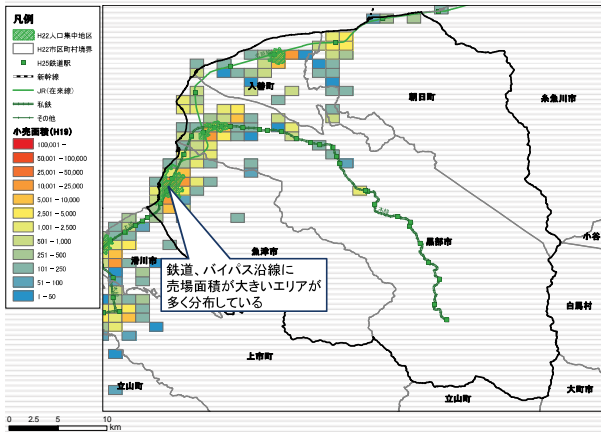 凡例
H22人口集中地区
H22市区町村境界
H25鉄道駅
新幹線
JR(在来線)
私鉄
その他
小売面積(H19)
100,001 -
50,001 - 100,000
25,001 - 50,000
10,001 - 25,000
5,001 - 10,000
2,501 - 5,000
1,001 - 2,500
501 - 1,000
251 - 500
101 - 250
51 - 100
1 - 50
入善町
朝日町
糸魚川市
黒部市
小谷
魚津市
滑川市
鉄道、バイパス沿線に
売場面積が大きいエリアが
多く分布している
白馬村
上市町
立山町
立山町
大町市
0 2.5 5 10
km